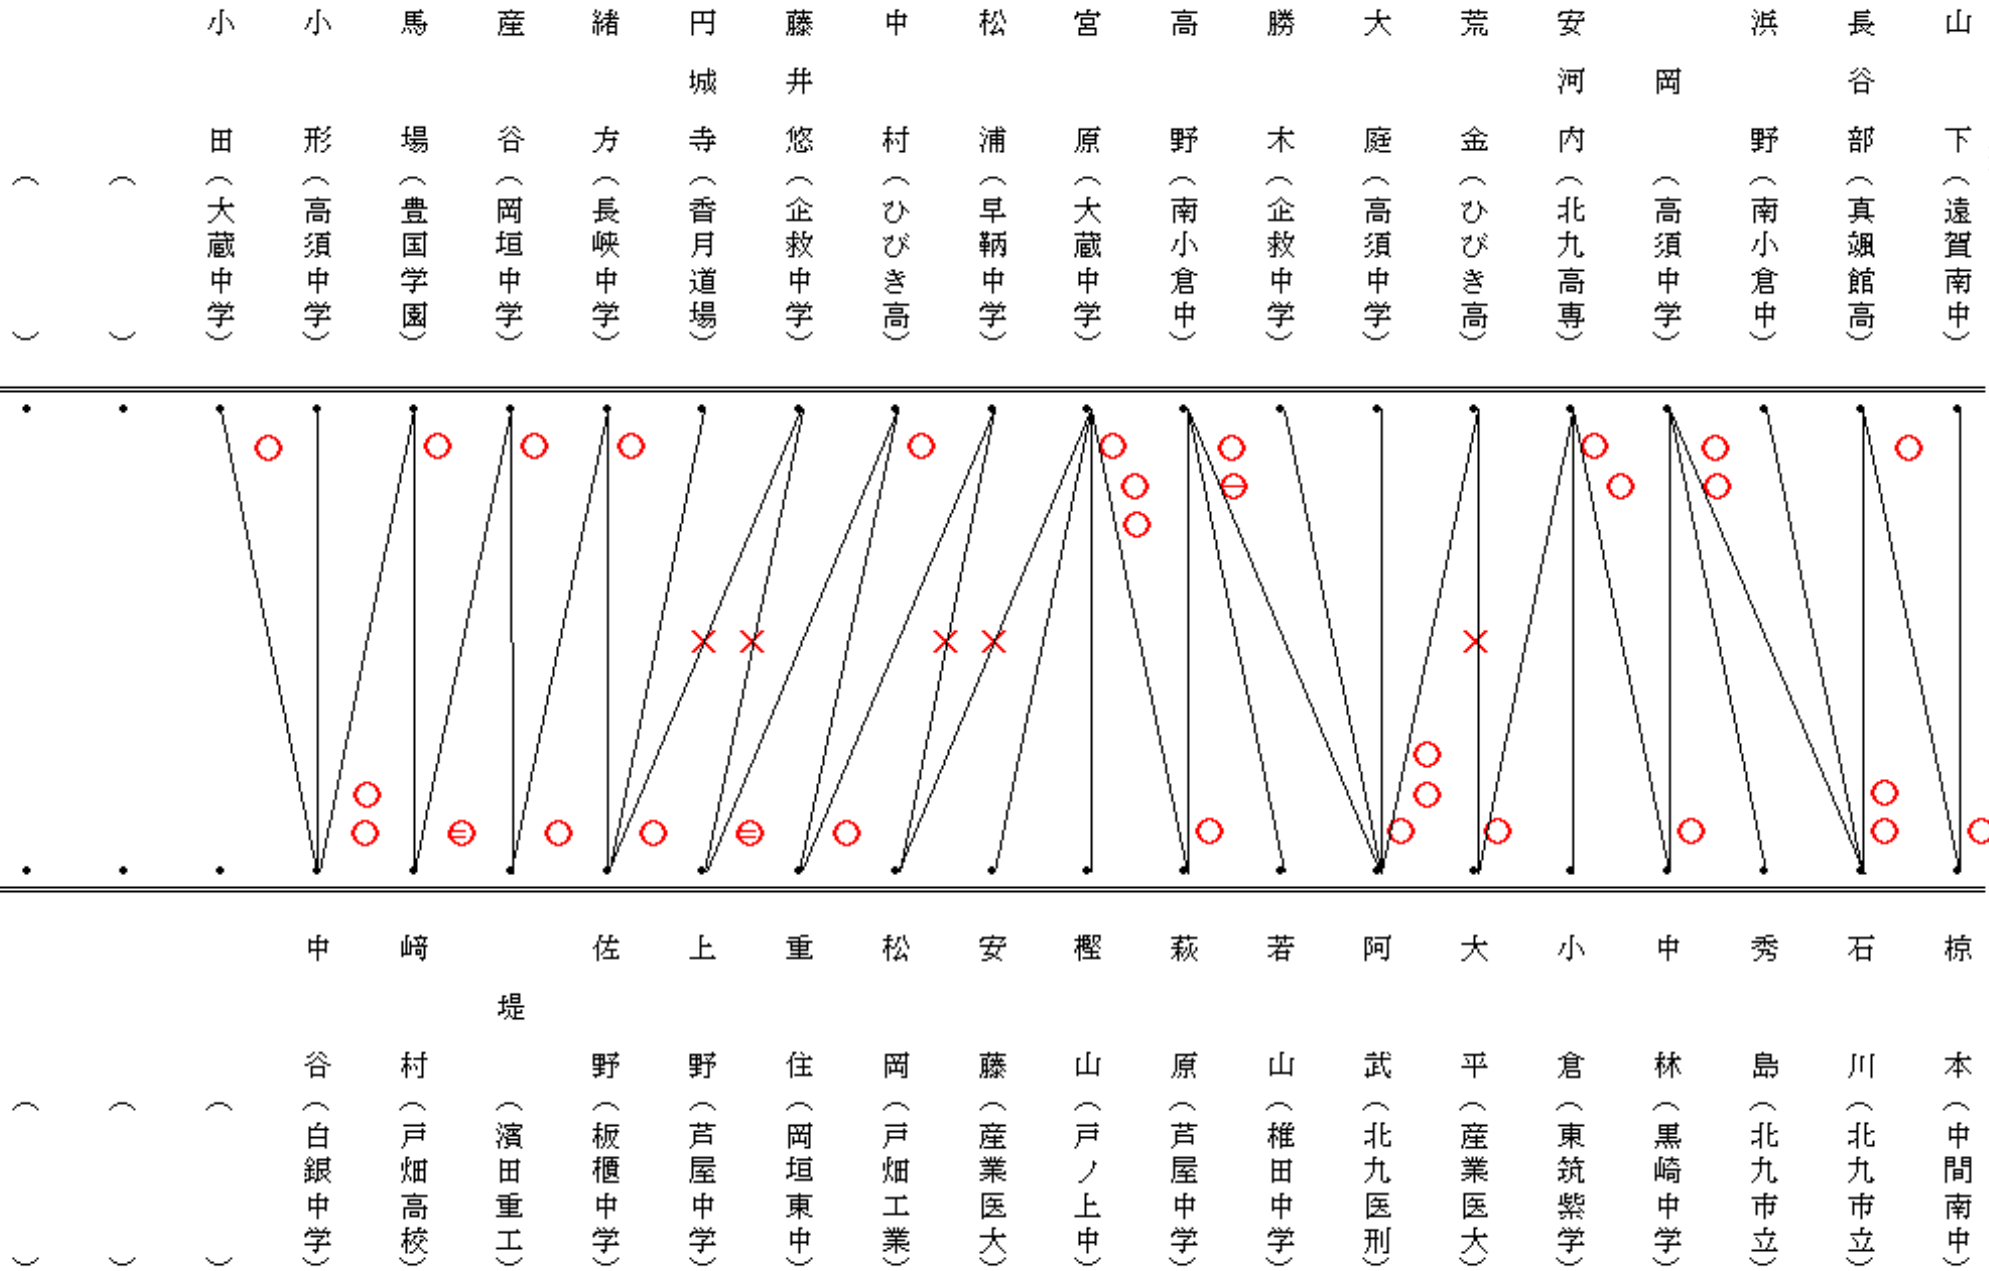 山下（遠賀南中）
長谷部（真颯館高）
浜野（南小倉中）
岡（高須中学）
安河内（北九高専）
荒金（ひびき高）
大庭（高須中学）
勝木（企救中学）
高野（南小倉中）
宮原（大蔵中学）
松浦（早鞆中学）
中村（ひびき高）
藤井悠（企救中学）
円城寺（香月道場）
緒方（長峡中学）
産谷（岡垣中学）
馬場（豊国学園）
小形（高須中学）
小田（大蔵中学）
（ ）
（ ）
椋本（中間南中）
石川（北九市立）
秀島（北九市立）
中林（黒崎中学）
小倉（東筑紫学）
大平（産業医大）
阿武（北九医刑）
若山（椎田中学）
萩原（芦屋中学）
樫山（戸ノ上中）
安藤（産業医大）
松岡（戸畑工業）
重住（岡垣東中）
上野（芦屋中学）
佐野（板櫃中学）
堤（濱田重工）
﨑村（戸畑高校）
中谷（白銀中学）
（ ）
（ ）
（ ）